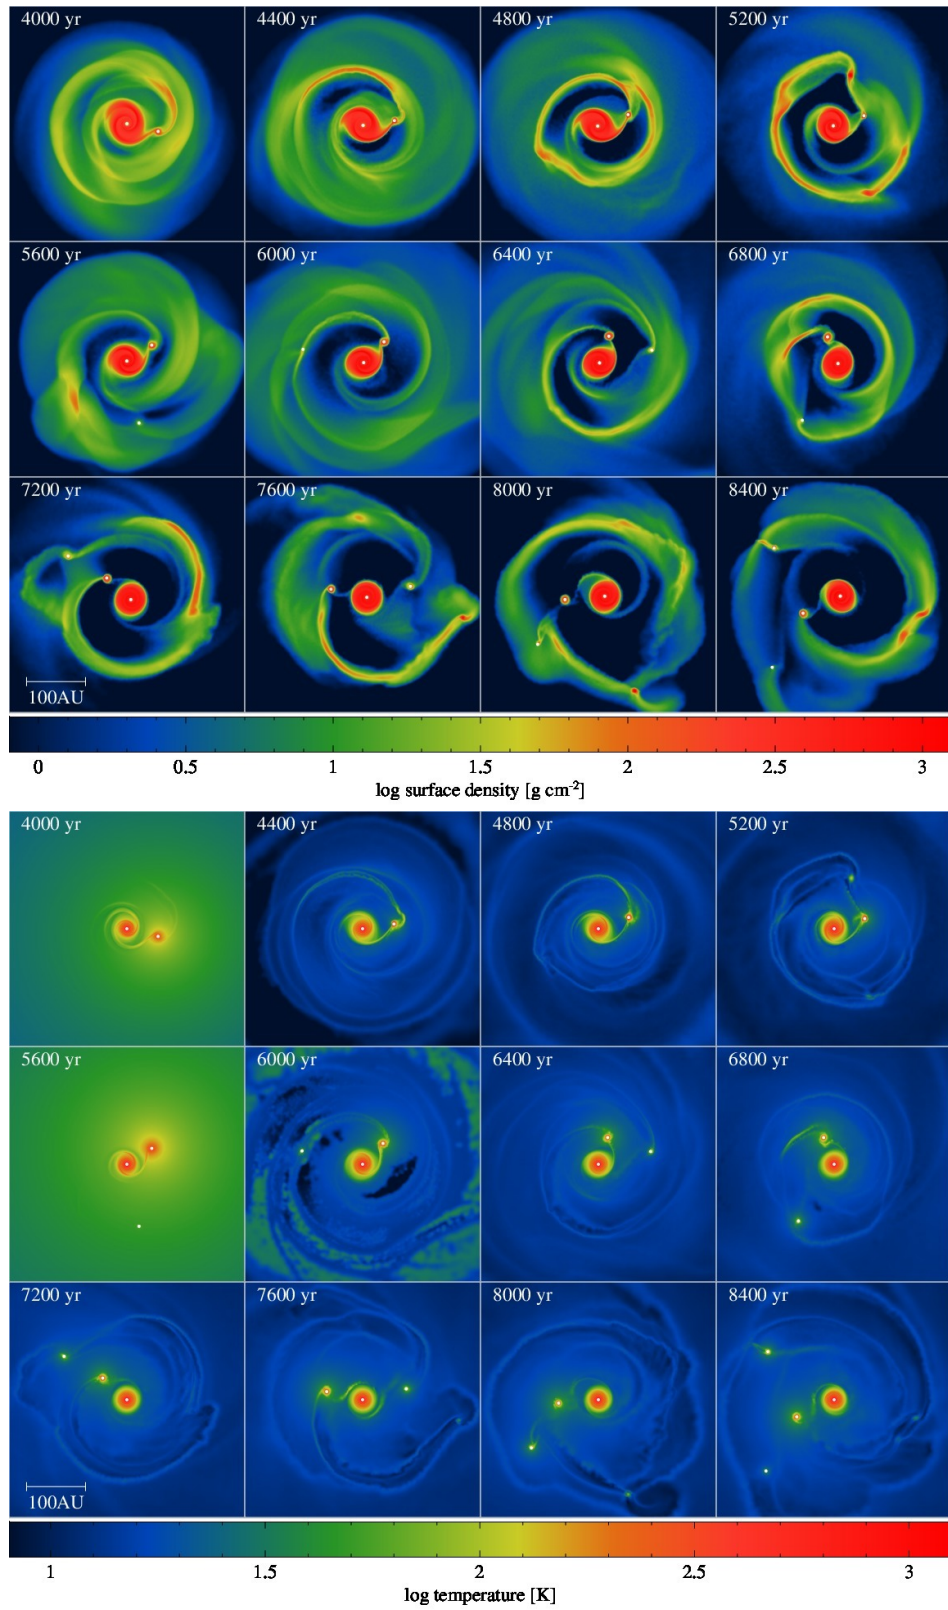 4000 yr 4400 yr 4800 yr 5200 yr
5600 yr 6000 yr 6400 yr 6800 yr
7200 yr 7600 yr 8000 yr 8400 yr
100AU
0 0.5 1 1.5 2 2.5 3
log surface density [g cm⁻²]
4000 yr 4400 yr 4800 yr 5200 yr
5600 yr 6000 yr 6400 yr 6800 yr
7200 yr 7600 yr 8000 yr 8400 yr
100AU
1 1.5 2 2.5 3
log temperature [K]